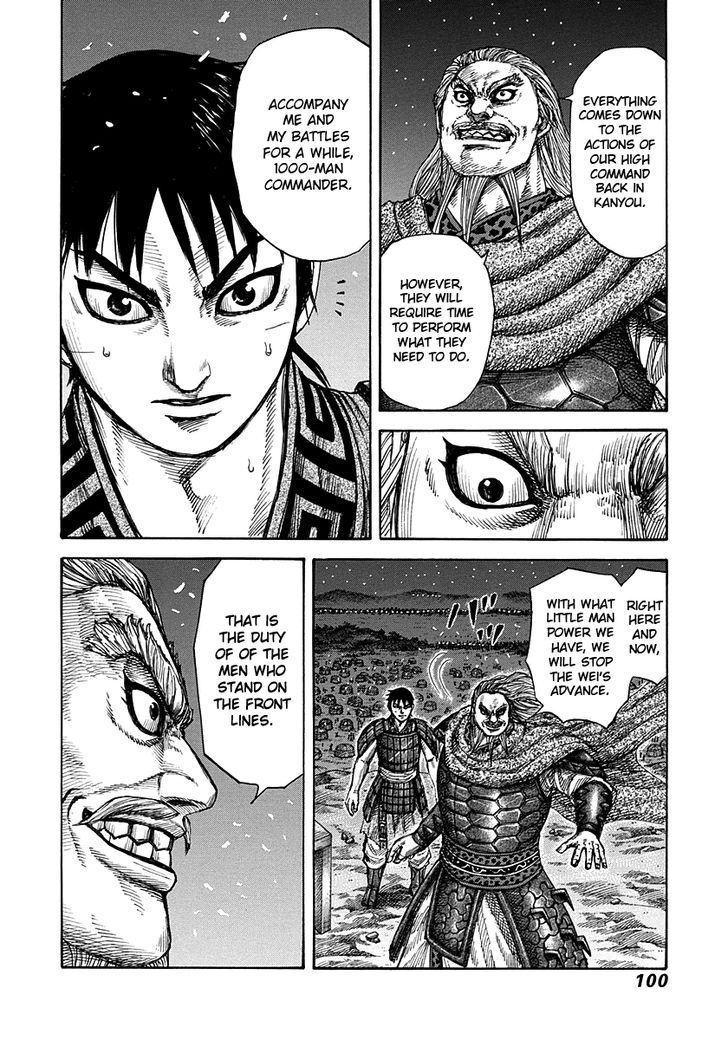 EVERYTHING
COMES DOWN
TO THE
ACTIONS OF
OUR HIGH
COMMAND
BACK IN
KANYOU.
HOWEVER,
THEY WILL
REQUIRE TIME
TO PERFORM
WHAT THEY
NEED TO DO.
ACCOMPANY
ME AND
MY BATTLES
FOR A WHILE,
1000-MAN
COMMANDER.
RIGHT
HERE AND
NOW,
WITH WHAT
LITTLE MAN
POWER WE
HAVE, WE
WILL STOP
THE WEI'S
ADVANCE.
THAT IS
THE DUTY OF OF THE
MEN WHO
STAND ON
THE FRONT
LINES.
100